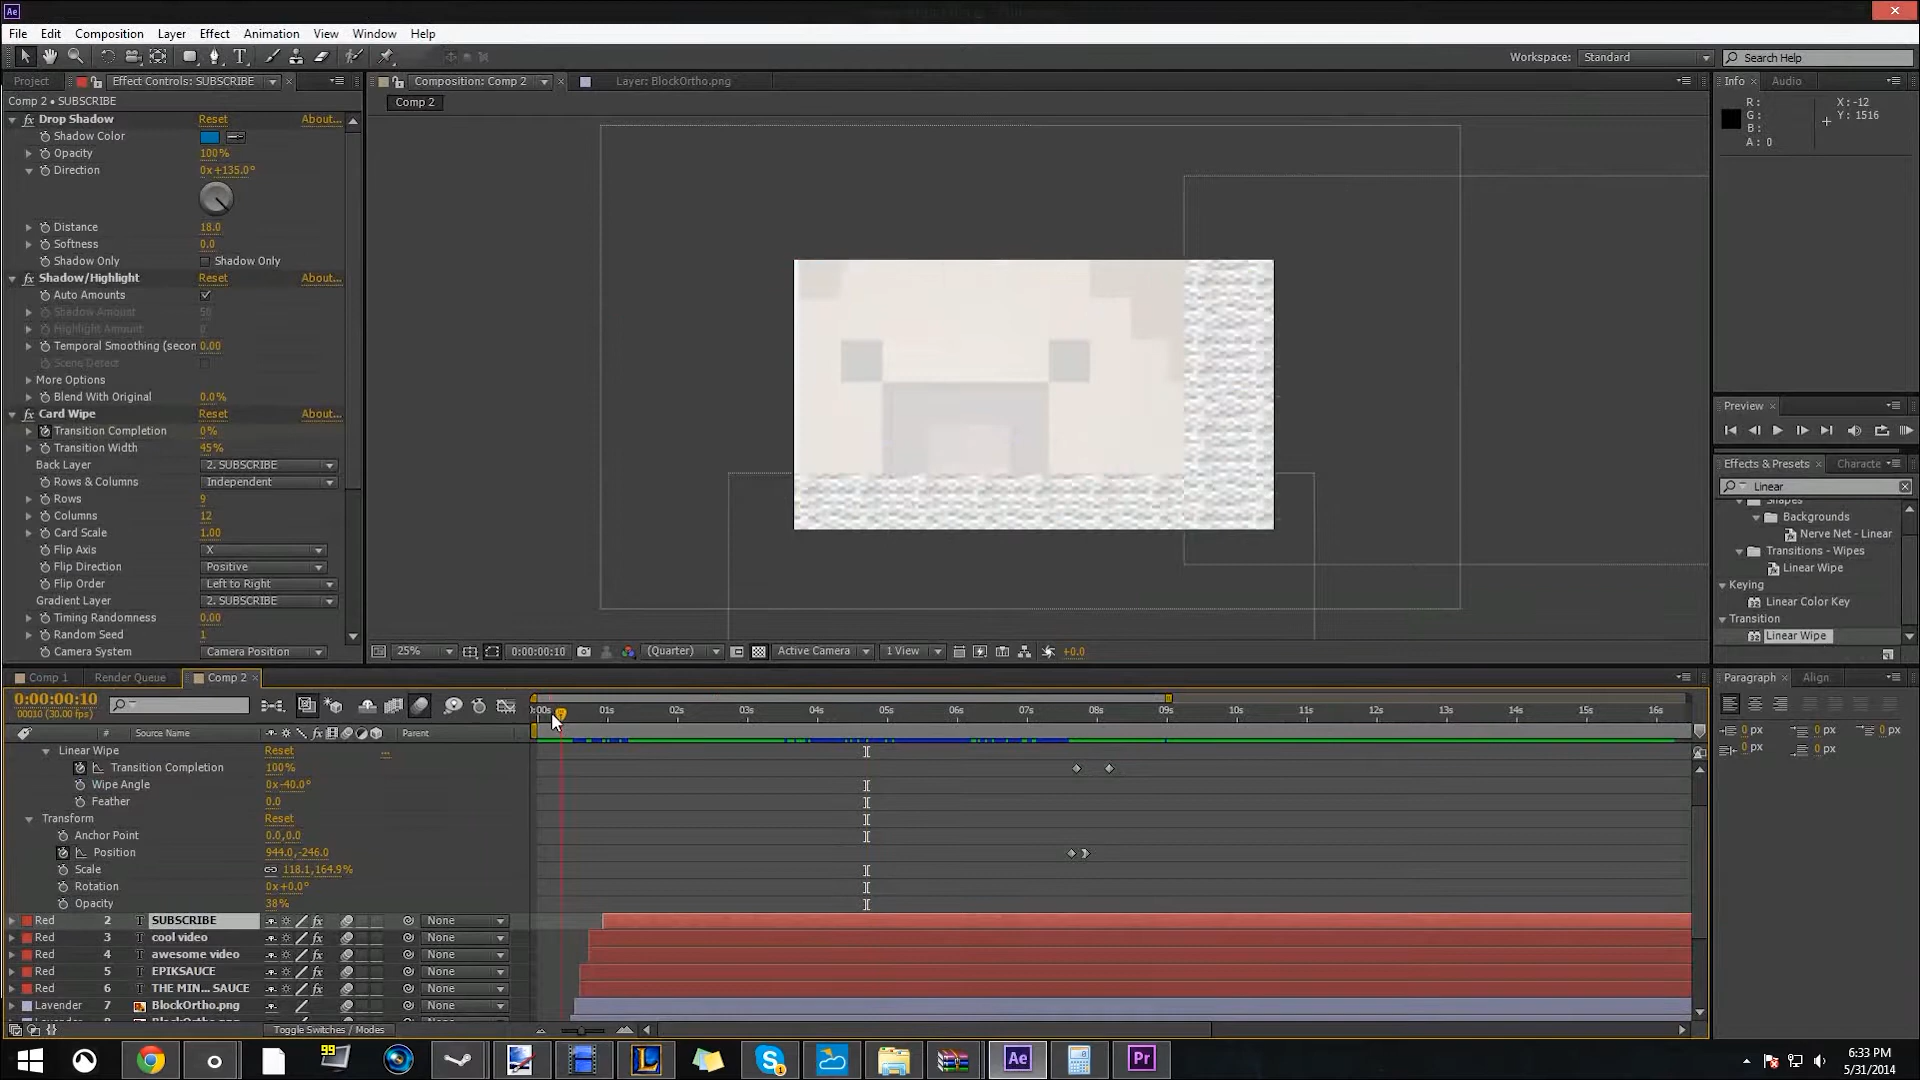 Ae
File Edit Composition Layer Effect Animation View Window Help
Workspace: Standard Search Help
Project Effect Controls: SUBSCRIBE Composition: Comp 2 Layer: BlockOrtho.png Info Audio
Comp 2 • SUBSCRIBE Comp 2
R: X: -12
G: Y: 1516
B:
A: 0
Drop Shadow Reset About...
Shadow Color
Opacity 100%
Direction 0x+135.0°
Distance 18.0
Softness 0.0
Shadow Only Shadow Only
Shadow/Highlight Reset About...
Auto Amounts
Shadow Amount 50
Highlight Amount 0
Temporal Smoothing (secon 0.00
Scene Detect
More Options
Blend With Original 0.0%
Card Wipe Reset About...
Transition Completion 0%
Transition Width 45%
Back Layer 2. SUBSCRIBE
Rows & Columns Independent
Rows 9
Columns 12
Card Scale 1.00
Flip Axis X
Flip Direction Positive
Flip Order Left to Right
Gradient Layer 2. SUBSCRIBE
Timing Randomness 0.00
Random Seed 1
Camera System Camera Position
25% 0:00:00:10 (Quarter) Active Camera 1 View +0.0
Preview
Effects & Presets Characte
Linear
Shapes
Backgrounds
Nerve Net - Linear
Transitions - Wipes
Linear Wipe
Keying
Linear Color Key
Transition
Linear Wipe
Comp 1 Render Queue Comp 2
0:00:00:10
00010 (30.00 fps)
:00s 01s 02s 03s 04s 05s 06s 07s 08s 09s 10s 11s 12s 13s 14s 15s 16s
# Source Name fx Parent
Linear Wipe Reset ...
Transition Completion 100%
Wipe Angle 0x-40.0°
Feather 0.0
Transform Reset
Anchor Point 0.0,0.0
Position 944.0,-246.0
Scale 118.1,164.9%
Rotation 0x+0.0°
Opacity 38%
Red 2 T SUBSCRIBE fx None
Red 3 T cool video fx None
Red 4 T awesome video fx None
Red 5 T EPIKSAUCE fx None
Red 6 T THE MIN... SAUCE fx None
Lavender 7 BlockOrtho.png None
Toggle Switches / Modes
Paragraph Align
0 px 0 px 0 px
0 px 0 px
99 L S 1 Ae Pr
6:33 PM
5/31/2014